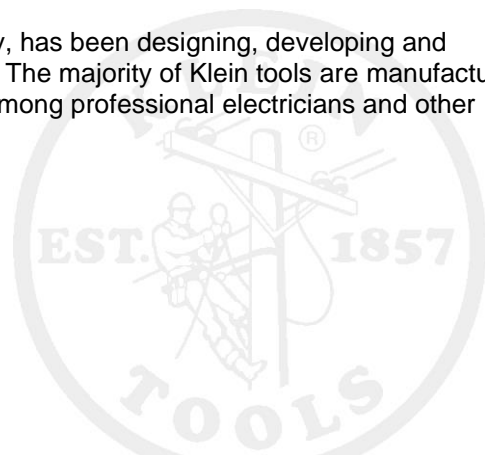 y, has been designing, developing and
The majority of Klein tools are manufactu
mong professional electricians and other
KLEIN
®
EST. 1857
TOOLS